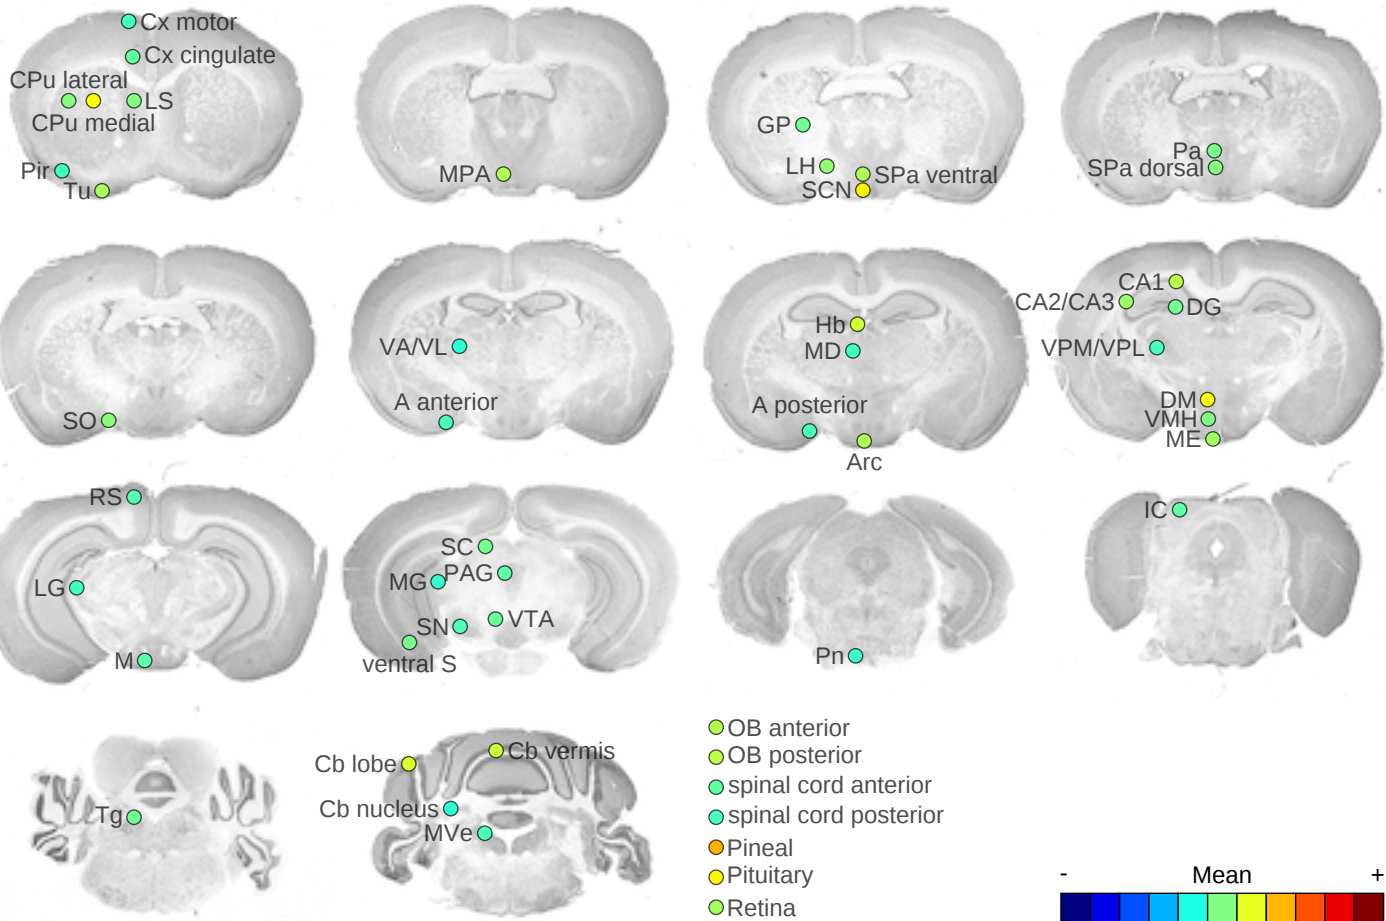 Cx motor
Cx cingulate
CPu lateral
LS
CPu medial
Pir
Tu
MPA
GP
LH
SPa ventral
SCN
Pa
SPa dorsal
SO
VA/VL
A anterior
Hb
MD
A posterior
Arc
CA1
CA2/CA3
DG
VPM/VPL
DM
VMH
ME
RS
LG
M
SC
PAG
MG
VTA
SN
ventral S
Pn
IC
Tg
Cb lobe
Cb vermis
Cb nucleus
MVe
OB anterior
OB posterior
spinal cord anterior
spinal cord posterior
Pineal
Pituitary
Retina
- Mean +